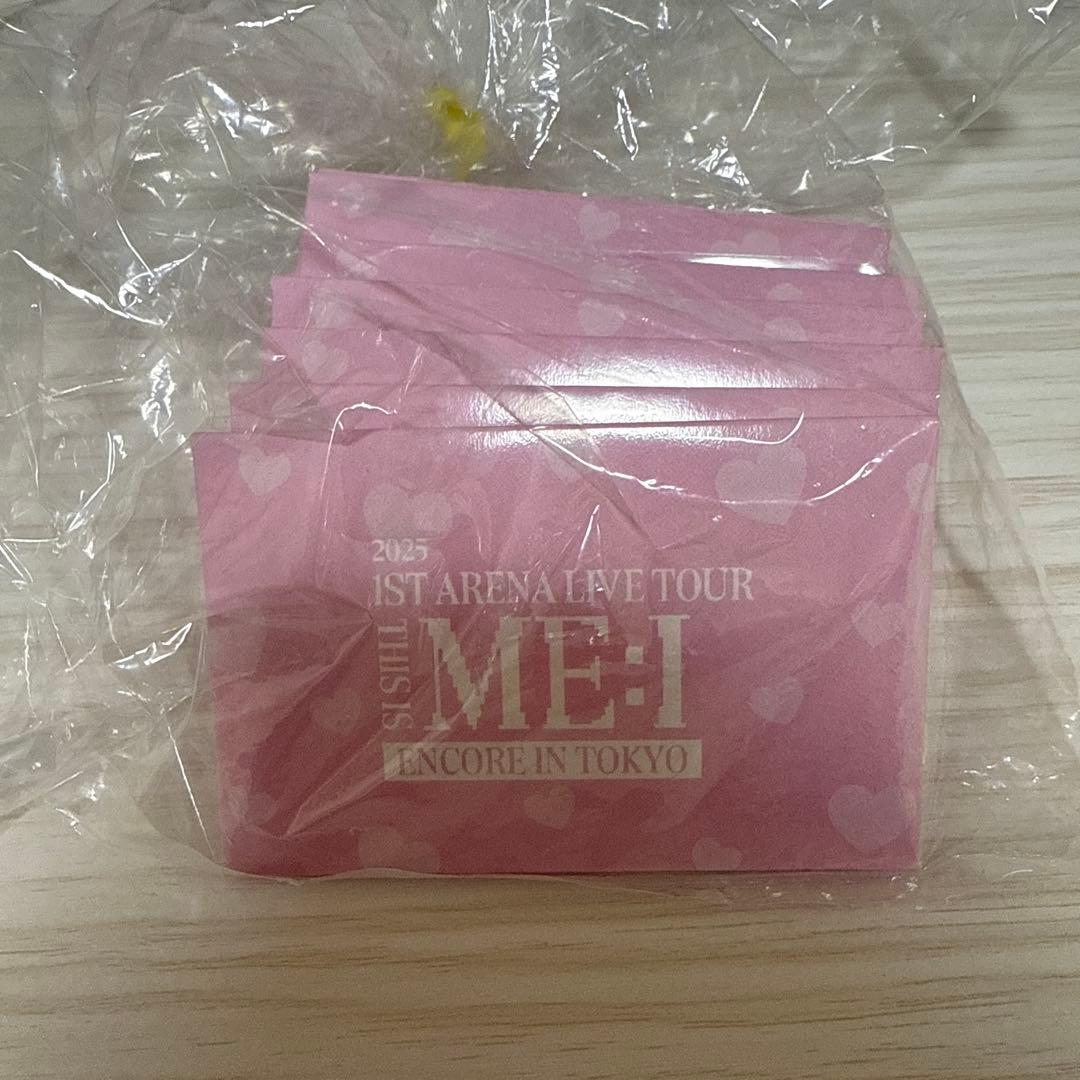 2025
1ST ARENA LIVE TOUR
THIS IS
ME:I
ENCORE IN TOKYO